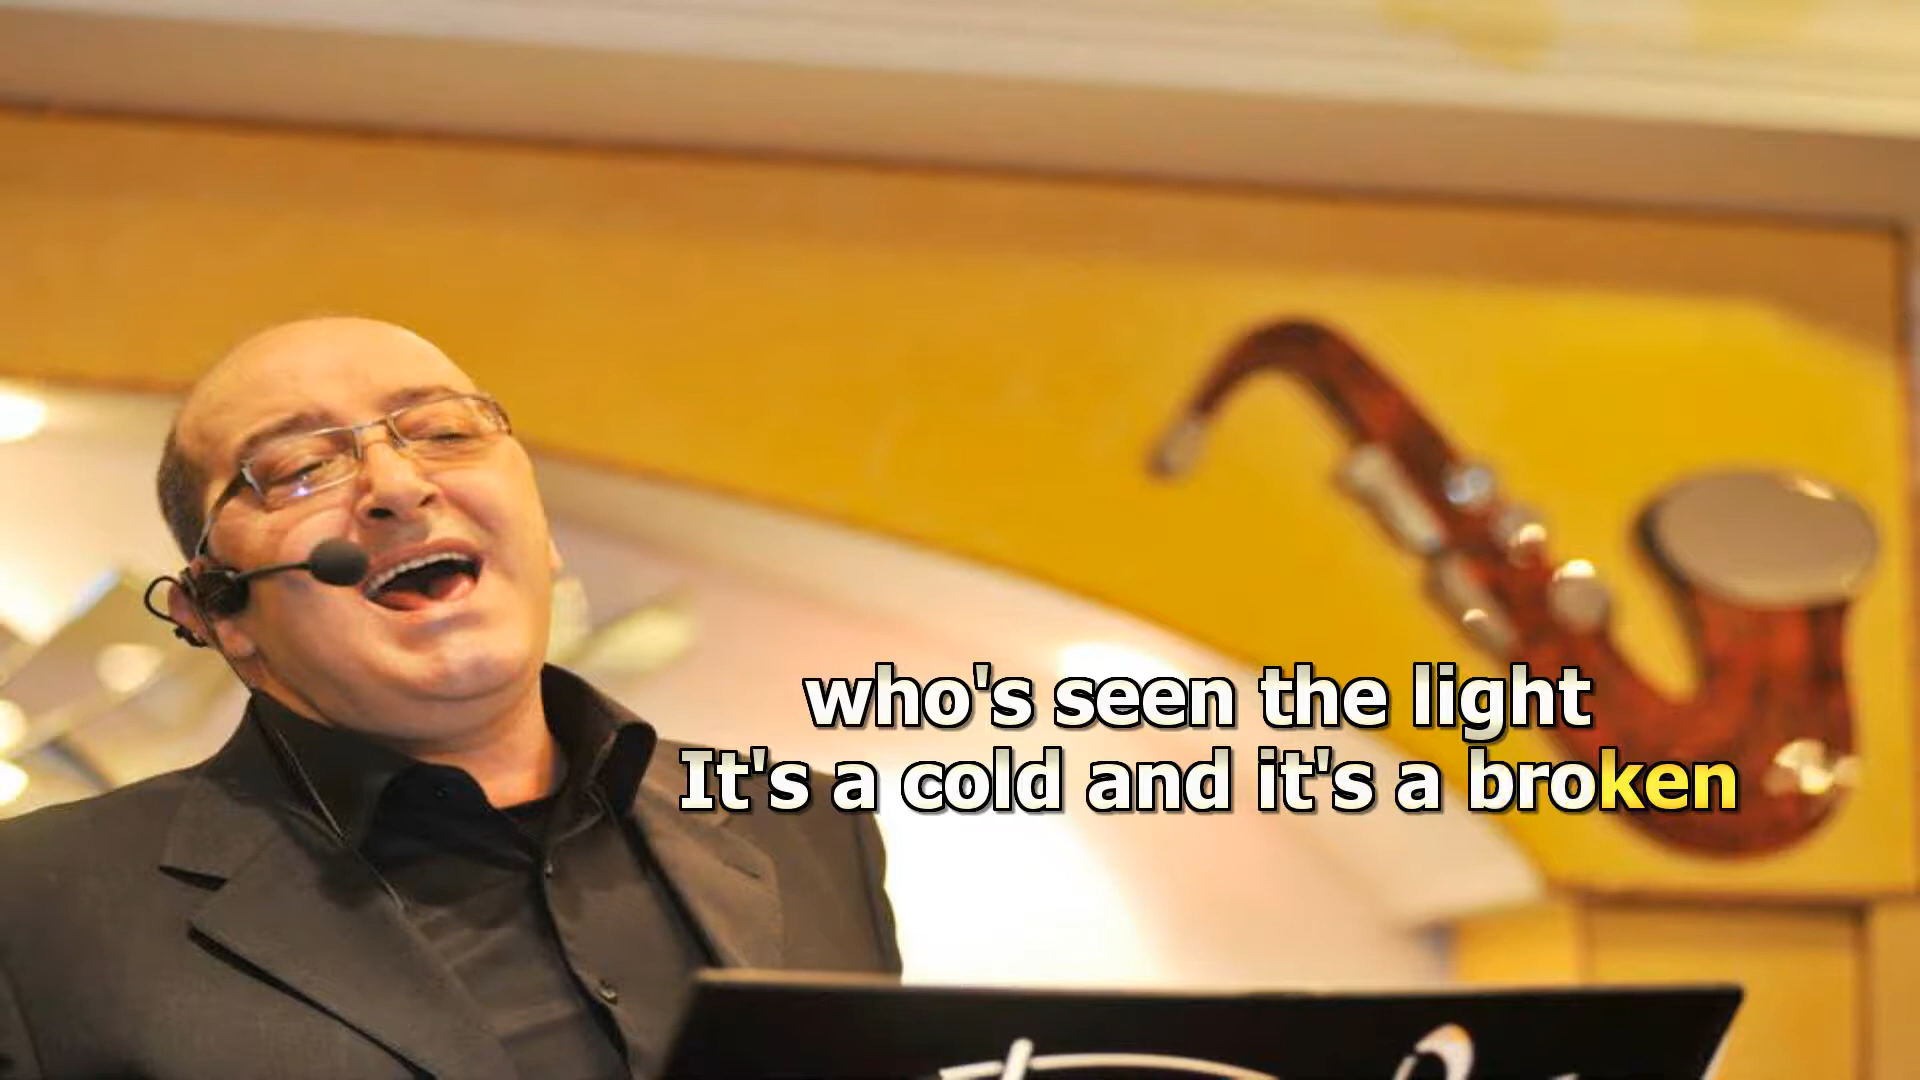 who's seen the light
It's a cold and it's a broken